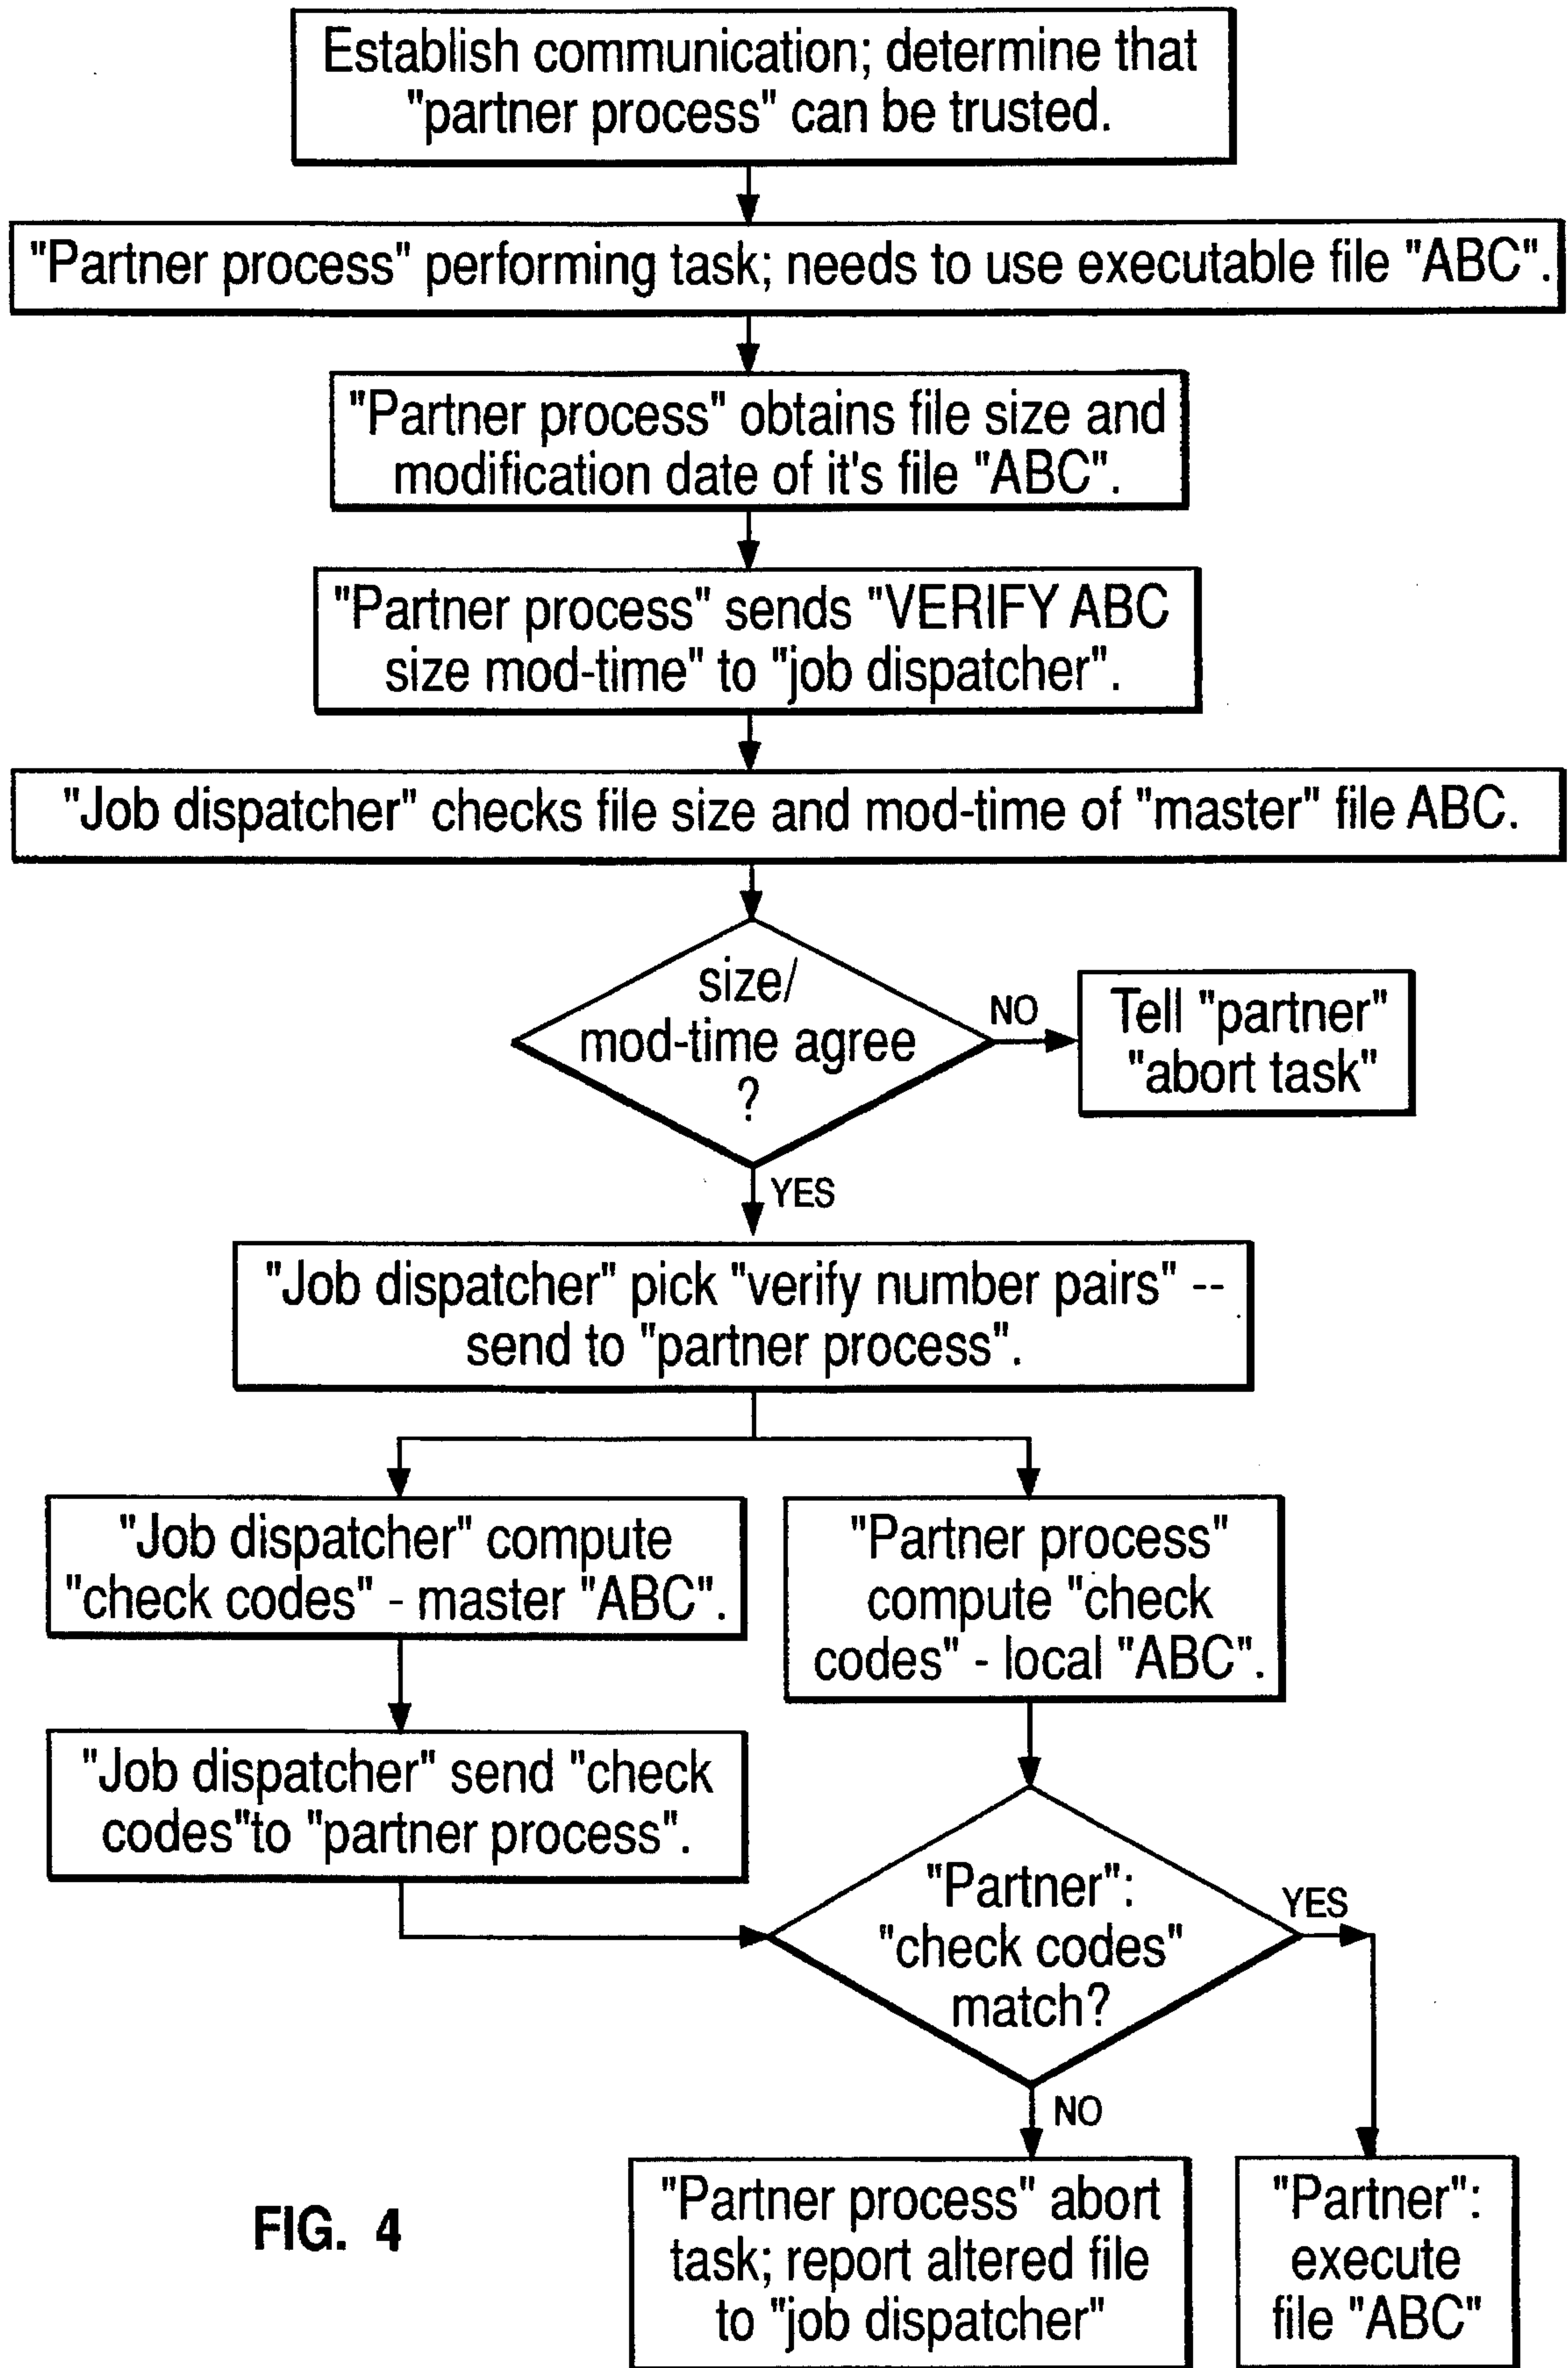 Establish communication; determine that
"partner process" can be trusted.
"Partner process" performing task; needs to use executable file "ABC".
"Partner process" obtains file size and
modification date of it's file "ABC".
"Partner process" sends "VERIFY ABC
size mod-time" to "job dispatcher".
"Job dispatcher" checks file size and mod-time of "master" file ABC.
size/
mod-time agree
?
NO
Tell "partner"
"abort task"
YES
"Job dispatcher" pick "verify number pairs" --
send to "partner process".
"Job dispatcher" compute
"check codes" - master "ABC".
"Partner process"
compute "check
codes" - local "ABC".
"Job dispatcher" send "check
codes"to "partner process".
"Partner":
"check codes"
match?
YES
NO
"Partner process" abort
task; report altered file
to "job dispatcher"
"Partner":
execute
file "ABC"
FIG. 4